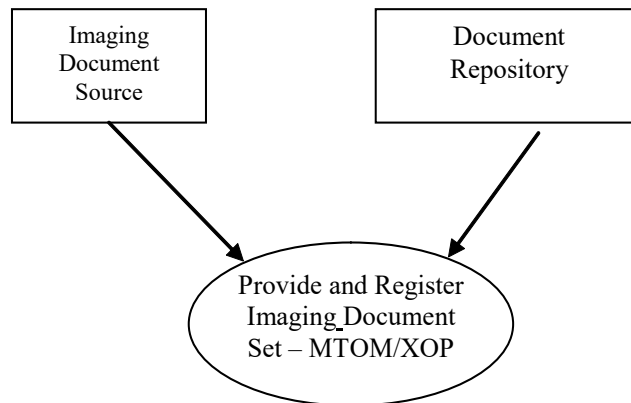 Imaging
Document
Source
Document
Repository
Provide and Register
Imaging Document
Set – MTOM/XOP